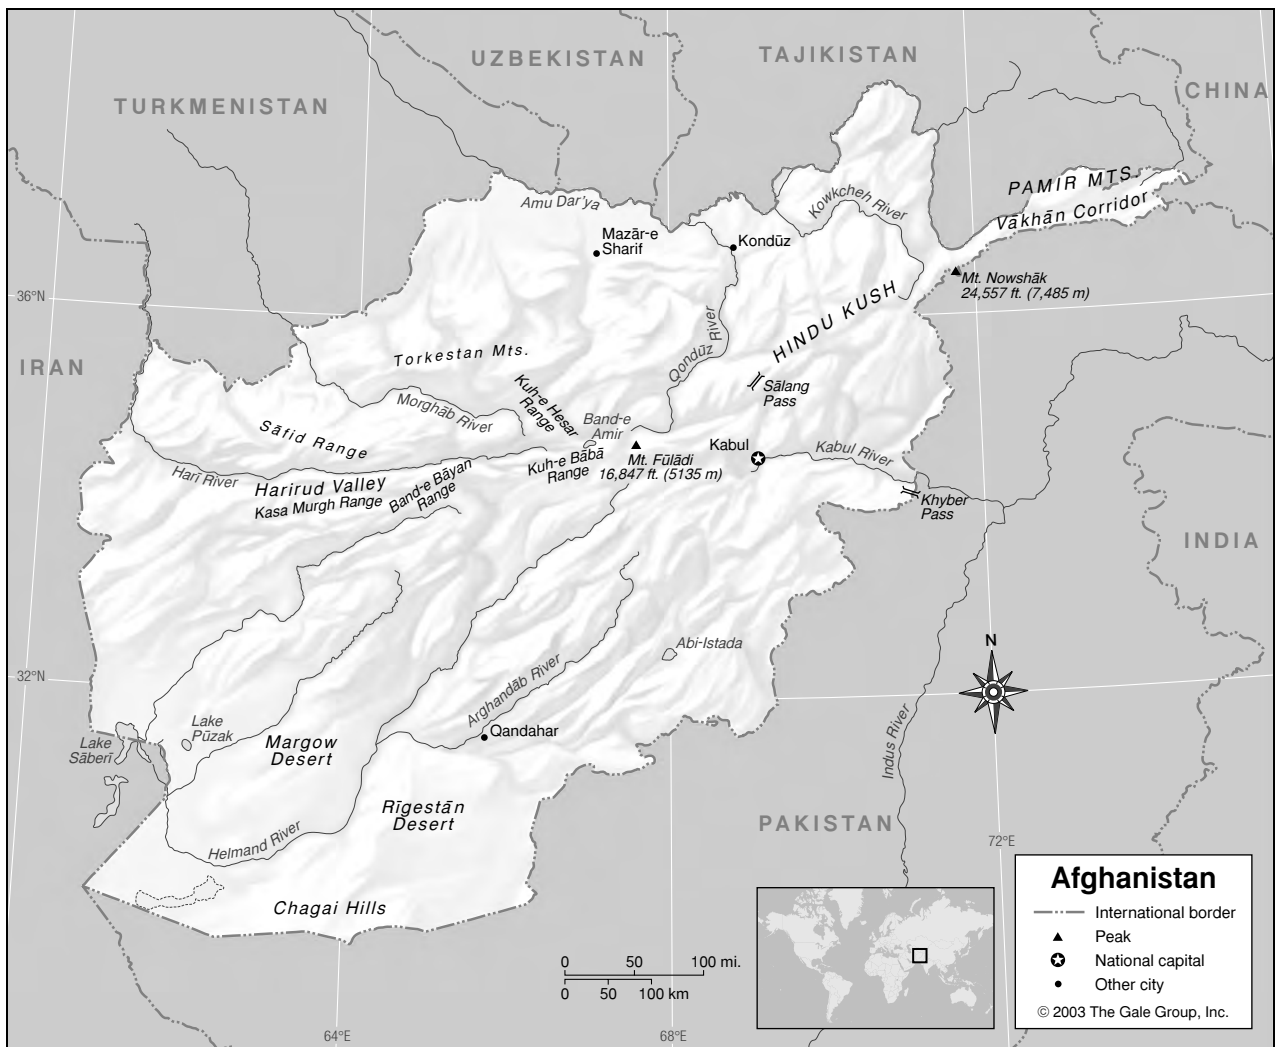 UZBEKISTAN
TAJIKISTAN
CHINA
TURKMENISTAN
PAMIR MTS.
Vākhān Corridor
Amu Dar'ya
Kowkcheh River
Mazār-e
Sharif
Kondūz
Mt. Nowshāk
24,557 ft. (7,485 m)
36°N
HINDU KUSH
IRAN
Torkestan Mts.
Qondūz River
Sālang
Pass
Kuh-e Hesar
Range
Morghāb River
Band-e
Amir
Sāfid Range
Kabul
Kabul River
Kuh-e Bābā
Range
Mt. Fūlādi
16,847 ft. (5135 m)
Hari River
Harirud Valley
Kasa Murgh Range
Band-e Bāyan
Range
Khyber
Pass
INDIA
N
Abi-Istada
32°N
Arghandāb River
Lake
Pūzak
Qandahar
Lake
Sāberī
Margow
Desert
Indus River
Rīgestān
Desert
PAKISTAN
72°E
Helmand River
Chagai Hills
Afghanistan
International border
Peak
National capital
Other city
© 2003 The Gale Group, Inc.
0 50 100 mi.
0 50 100 km
64°E
68°E